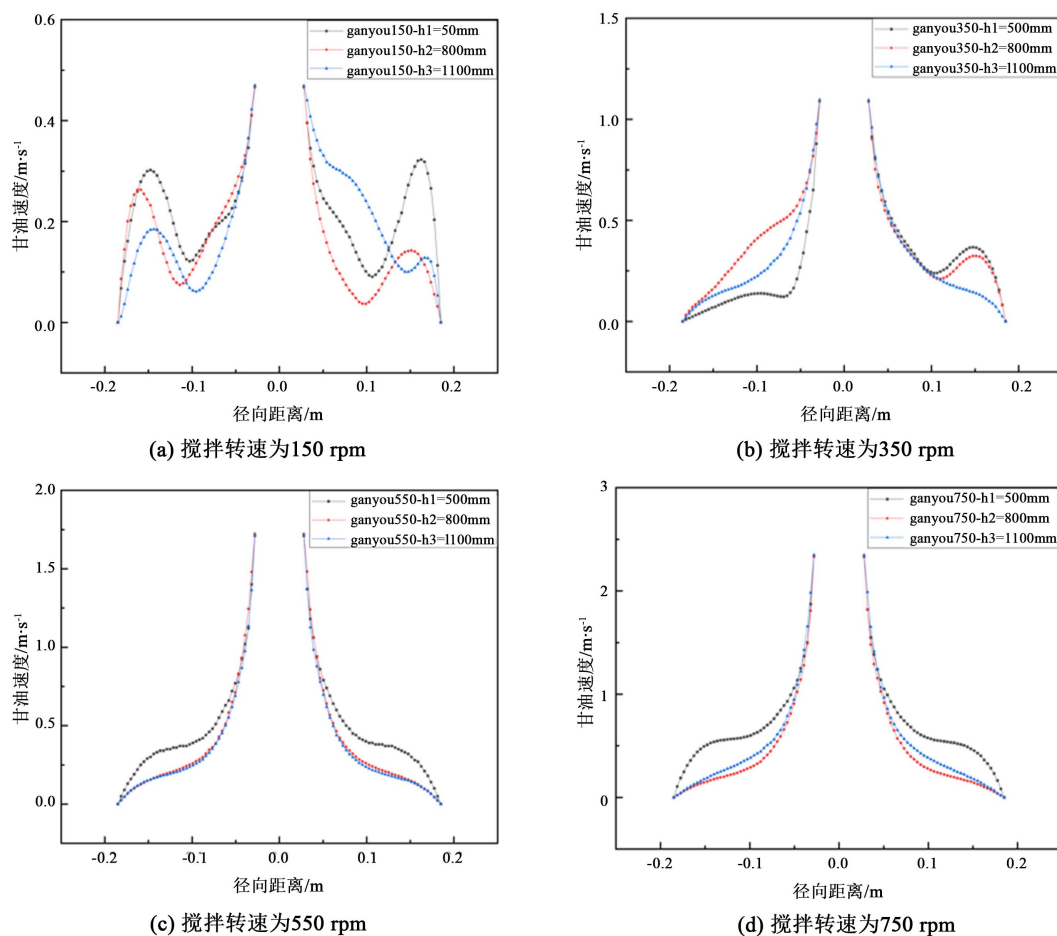 0.6
0.4
0.2
0.0
甘油速度/m·s⁻¹
ganyou150-h1=50mm
ganyou150-h2=800mm
ganyou150-h3=1100mm
-0.2 -0.1 0.0 0.1 0.2
径向距离/m
(a) 搅拌转速为150 rpm
1.5
1.0
0.5
0.0
甘油速度/m·s⁻¹
ganyou350-h1=500mm
ganyou350-h2=800mm
ganyou350-h3=l100mm
-0.2 -0.1 0.0 0.1 0.2
径向距离/m
(b) 搅拌转速为350 rpm
2.0
1.5
1.0
0.5
0.0
甘油速度/m·s⁻¹
ganyou550-h1=500mm
ganyou550-h2=800mm
ganyou550-h3=l100mm
-0.2 -0.1 0.0 0.1 0.2
径向距离/m
(c) 搅拌转速为550 rpm
3
2
1
0
甘油速度/m·s⁻¹
ganyou750-h1=500mm
ganyou750-h2=800mm
ganyou750-h3=1100mm
-0.2 -0.1 0.0 0.1 0.2
径向距离/m
(d) 搅拌转速为750 rpm